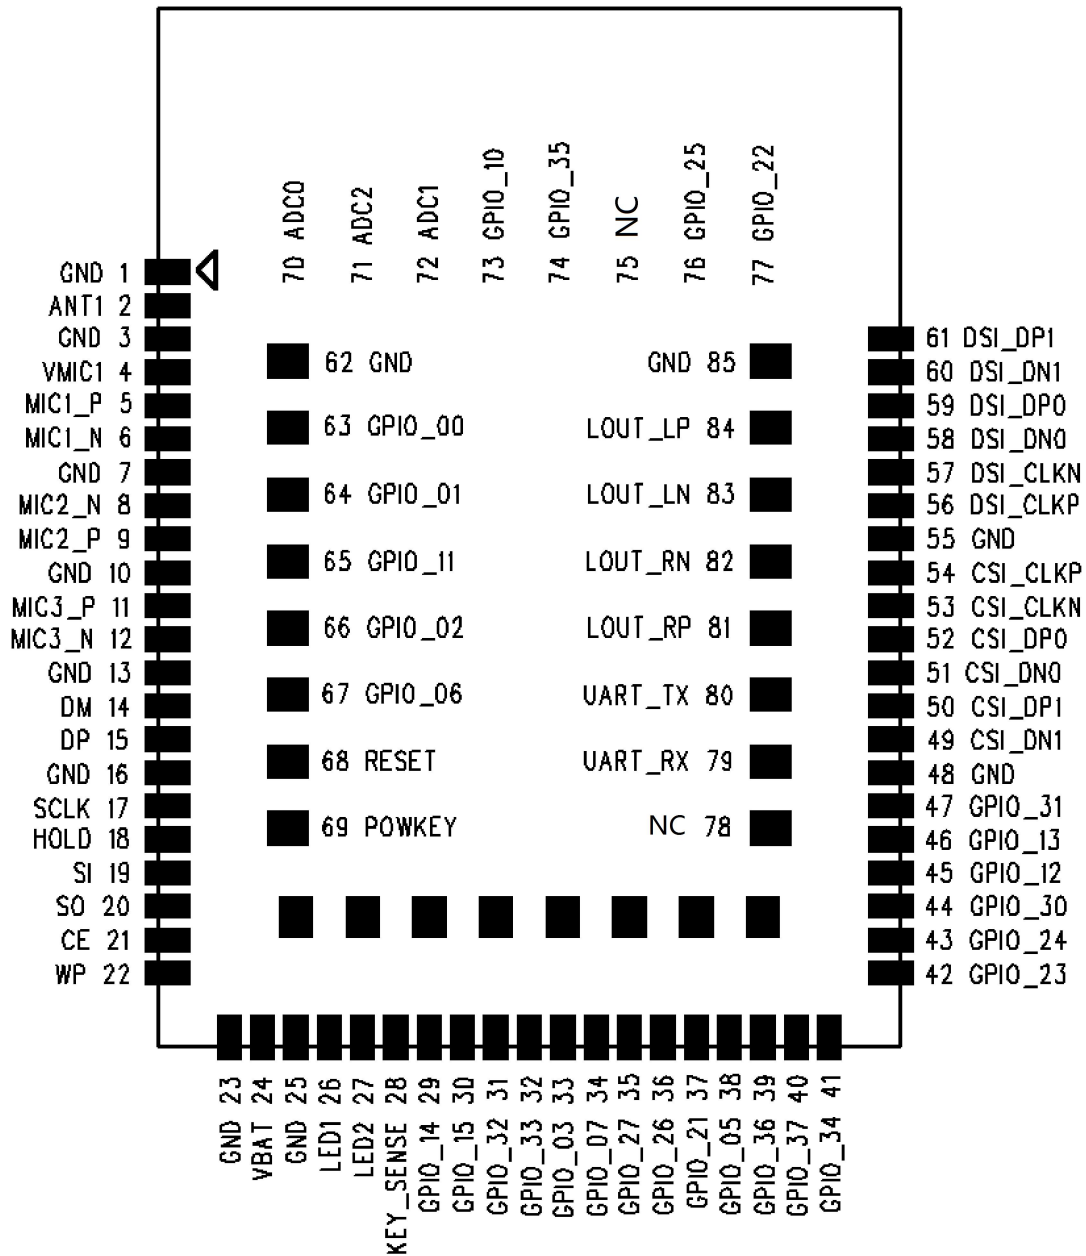 70 ADC0
71 ADC2
72 ADC1
73 GPIO_10
74 GPIO_35
75 NC
76 GPIO_25
77 GPIO_22
GND 1
ANT1 2
GND 3
VMIC1 4
MIC1_P 5
MIC1_N 6
GND 7
MIC2_N 8
MIC2_P 9
GND 10
MIC3_P 11
MIC3_N 12
GND 13
DM 14
DP 15
GND 16
SCLK 17
HOLD 18
SI 19
SO 20
CE 21
WP 22
62 GND
63 GPIO_00
64 GPIO_01
65 GPIO_11
66 GPIO_02
67 GPIO_06
68 RESET
69 POWKEY
GND 85
LOUT_LP 84
LOUT_LN 83
LOUT_RN 82
LOUT_RP 81
UART_TX 80
UART_RX 79
NC 78
61 DSI_DP1
60 DSI_DN1
59 DSI_DP0
58 DSI_DN0
57 DSI_CLKN
56 DSI_CLKP
55 GND
54 CSI_CLKP
53 CSI_CLKN
52 CSI_DP0
51 CSI_DN0
50 CSI_DP1
49 CSI_DN1
48 GND
47 GPIO_31
46 GPIO_13
45 GPIO_12
44 GPIO_30
43 GPIO_24
42 GPIO_23
GND 23
VBAT 24
GND 25
LED1 26
LED2 27
KEY_SENSE 28
GPIO_14 29
GPIO_15 30
GPIO_32 31
GPIO_33 32
GPIO_03 33
GPIO_07 34
GPIO_27 35
GPIO_26 36
GPIO_21 37
GPIO_05 38
GPIO_36 39
GPIO_37 40
GPIO_34 41